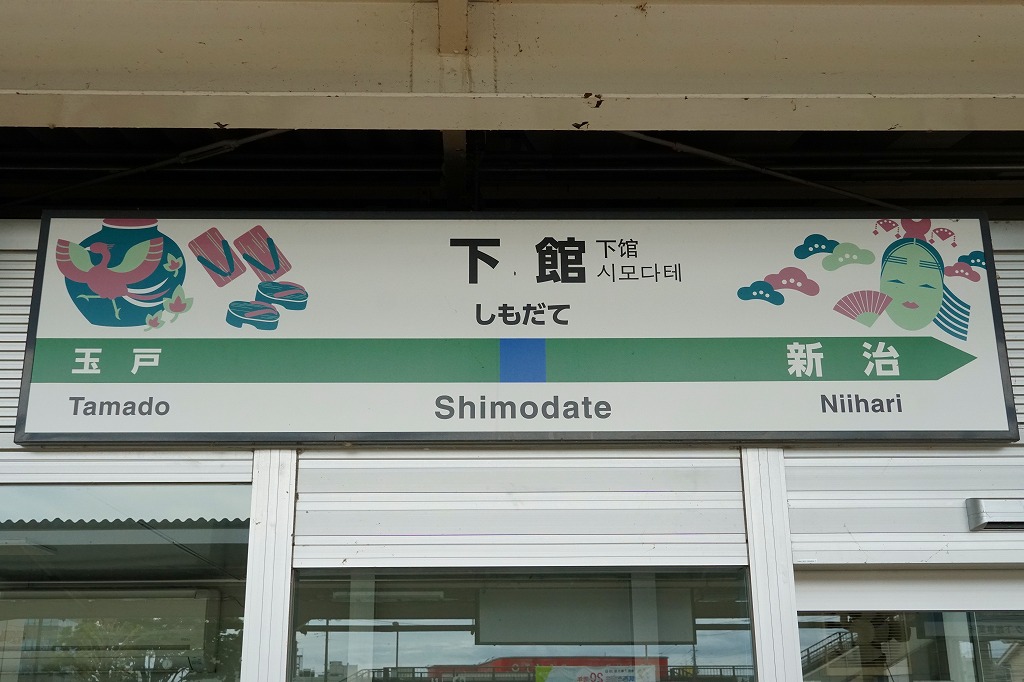 下館
下馆
시모다테
しもだて
玉戸
新治
Tamado
Shimodate
Niihari